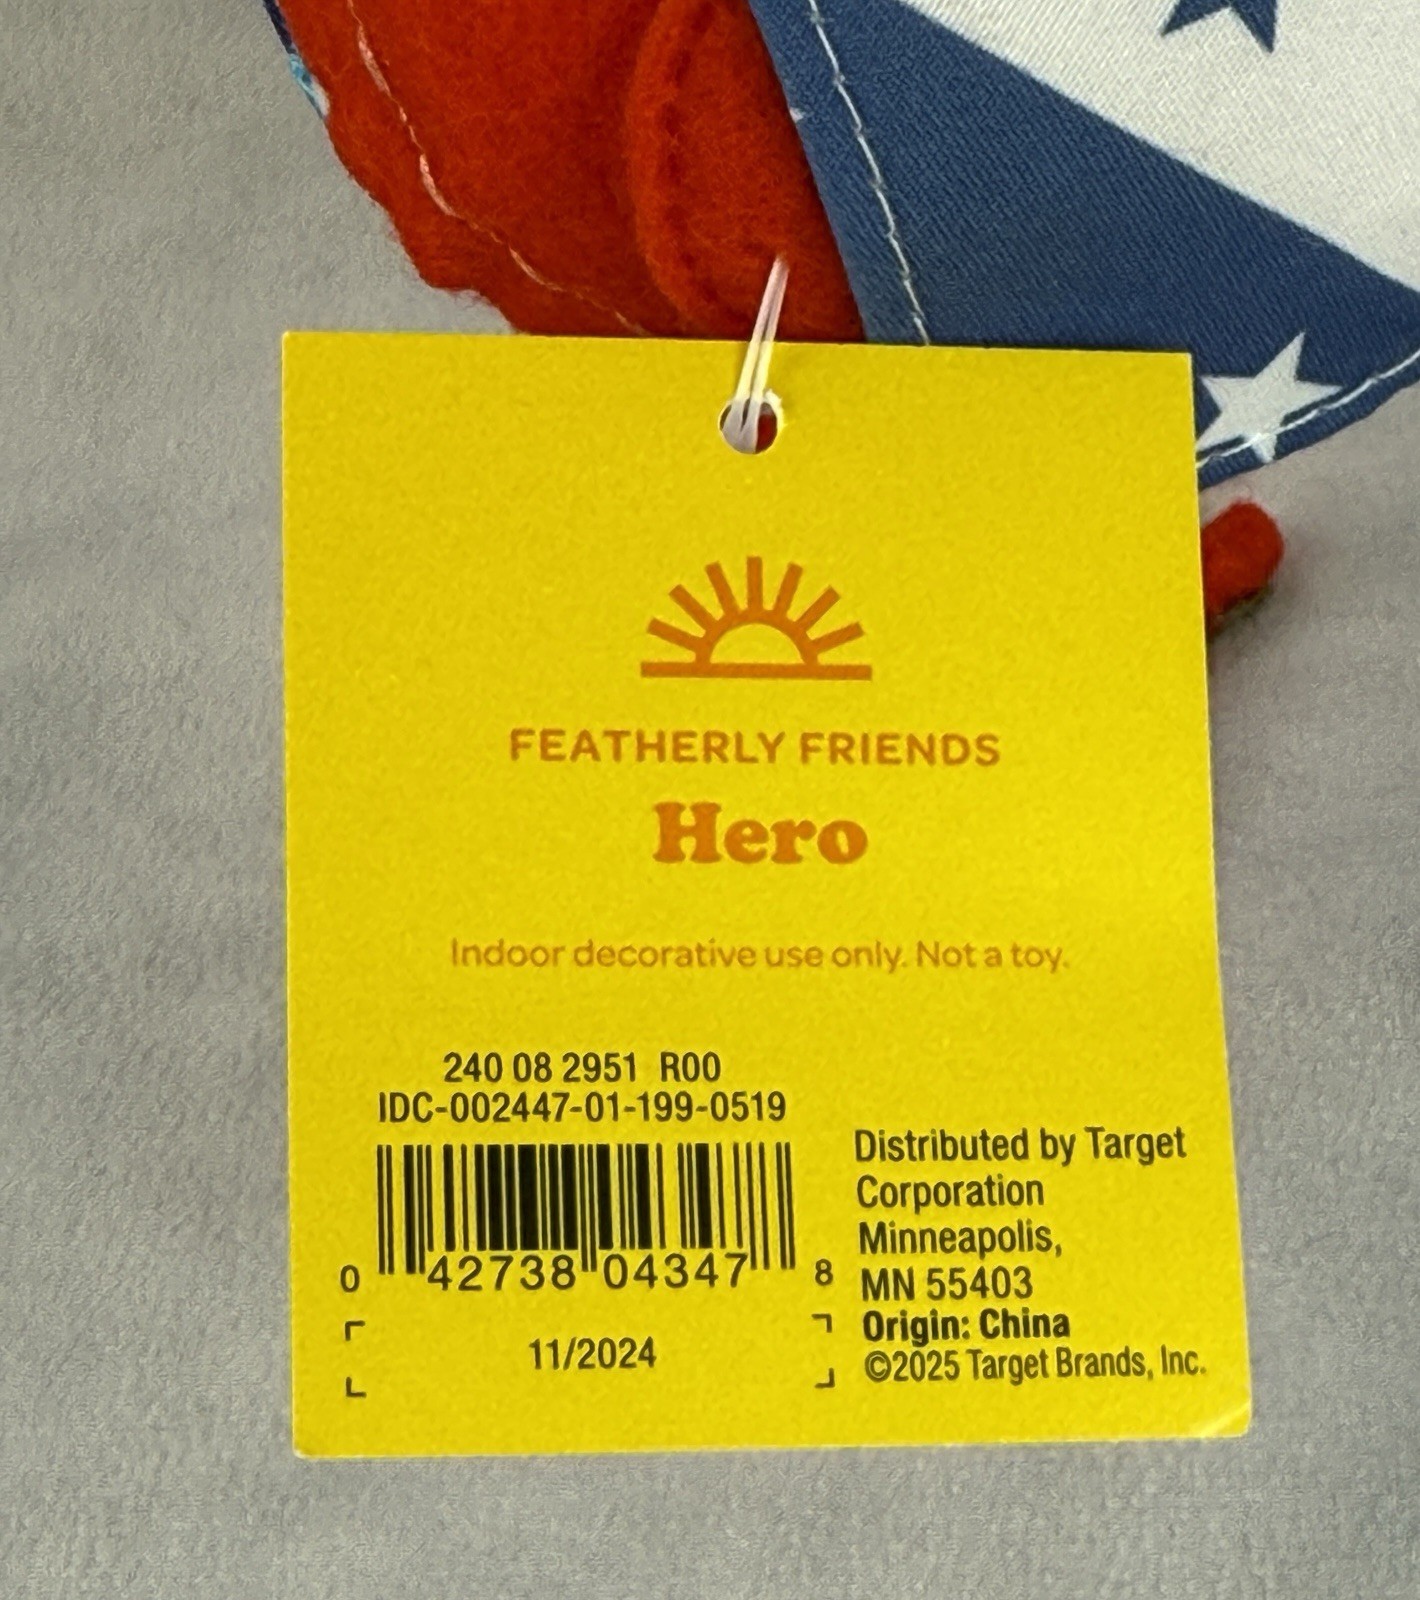 FEATHERLY FRIENDS
Hero
Indoor decorative use only. Not a toy.
240 08 2951 R00
IDC-002447-01-199-0519
0 42738 04347 8
11/2024
Distributed by Target
Corporation
Minneapolis,
MN 55403
Origin: China
©2025 Target Brands, Inc.